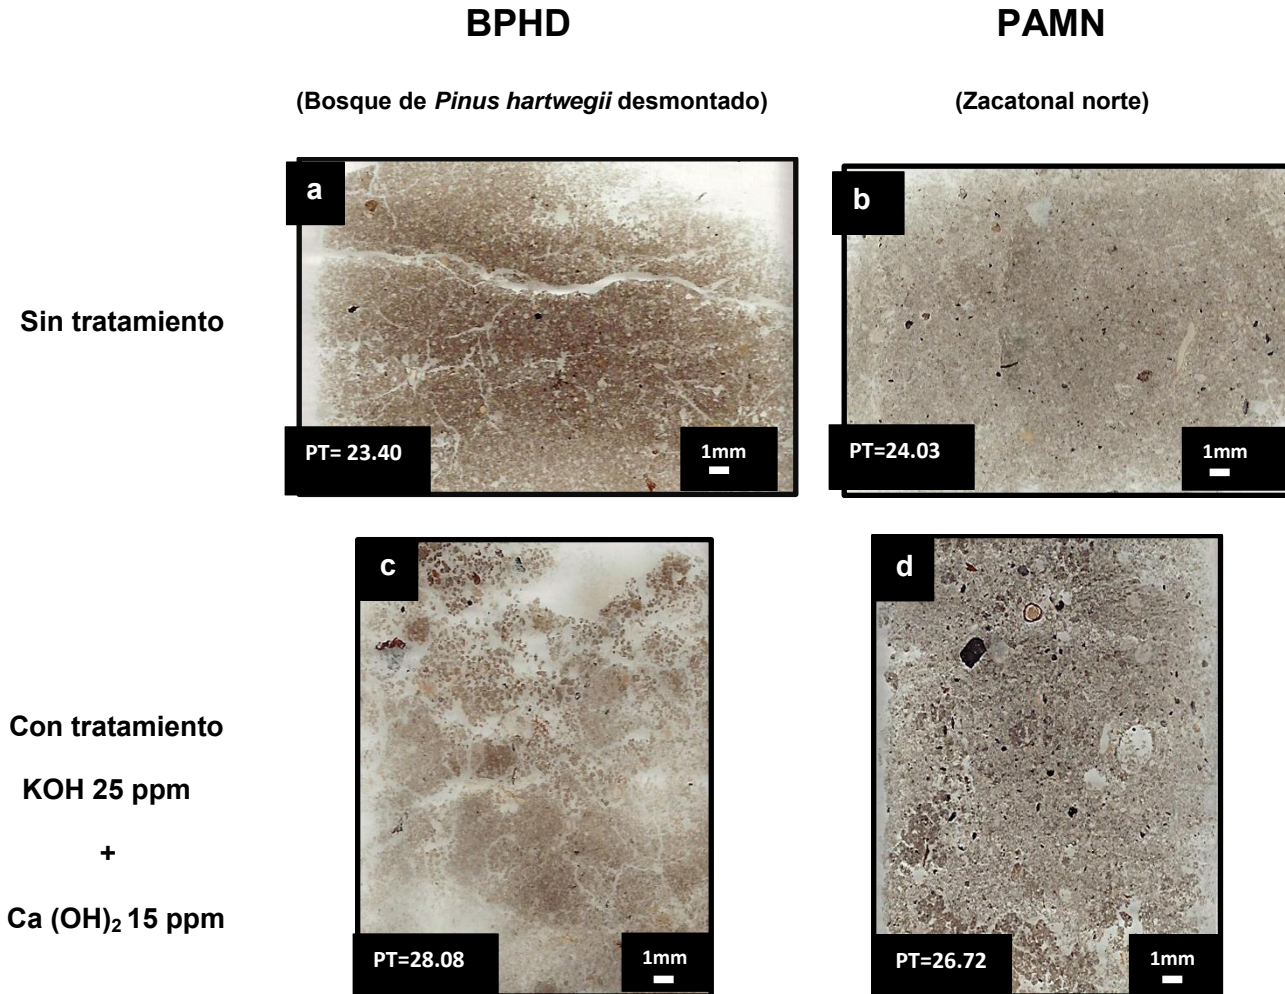 BPHD
PAMN
(Bosque de Pinus hartwegii desmontado)
(Zacatonal norte)
a
b
Sin tratamiento
PT= 23.40
1mm
PT=24.03
1mm
c
d
Con tratamiento
KOH 25 ppm
+
Ca (OH)₂ 15 ppm
PT=28.08
1mm
PT=26.72
1mm